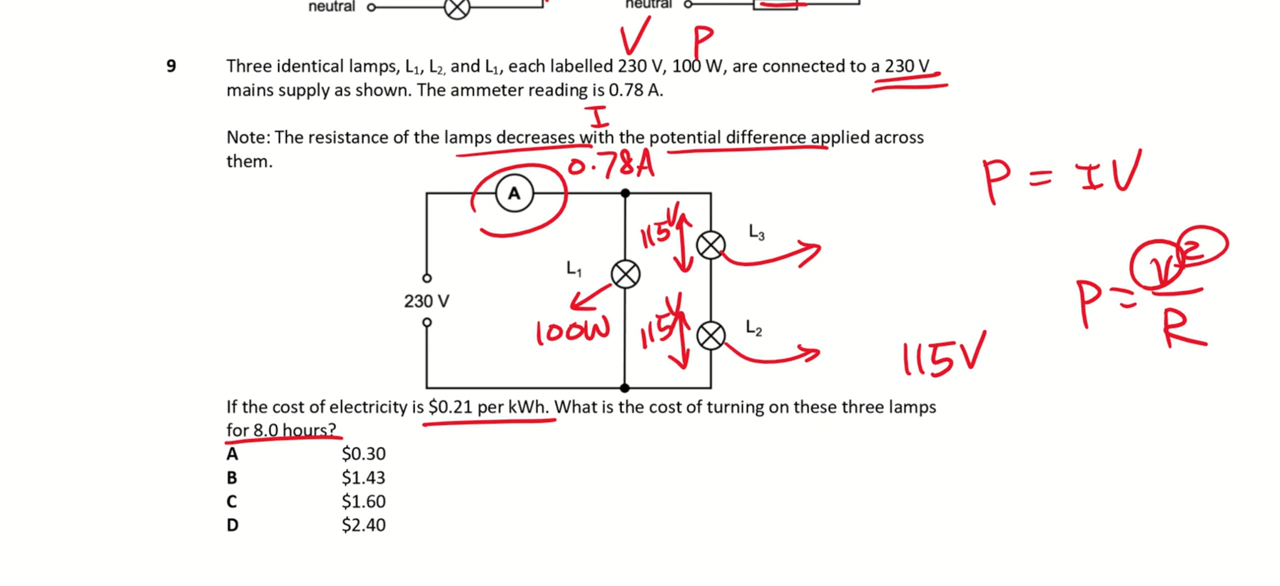 neutral
neutral
V P
9 Three identical lamps, L₁, L₂, and L₁, each labelled 230 V, 100 W, are connected to a 230 V
mains supply as shown. The ammeter reading is 0.78 A.
I
Note: The resistance of the lamps decreases with the potential difference applied across
them.
0.78A
P = IV
A
115V
L₃
L₁
230 V
100W
115V
L₂
P = V²/R
115V
If the cost of electricity is $0.21 per kWh. What is the cost of turning on these three lamps
for 8.0 hours?
A $0.30
B $1.43
C $1.60
D $2.40